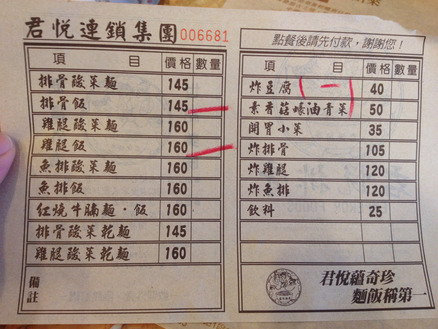 君悅連鎖集團 006681
項 目 價格 數量
排骨酸菜麵 145
排骨飯 145
雞腿酸菜麵 160
雞腿飯 160
魚排酸菜麵 160
魚排飯 160
紅燒牛腩麵·飯 160
排骨酸菜乾麵 145
雞腿酸菜乾麵 160
備註
點餐後請先付款，謝謝您！
項 目 價格 數量
炸豆腐 40
素香菇蠔油青菜 50
開胃小菜 35
炸排骨 105
炸雞腿 120
炸魚排 120
飲料 25
君悅蘊奇珍
麵飯稱第一